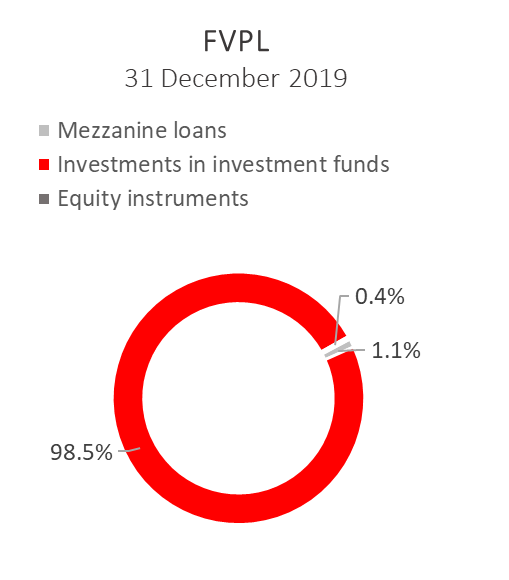 FVPL
31 December 2019
Mezzanine loans
Investments in investment funds
Equity instruments
0.4%
1.1%
98.5%